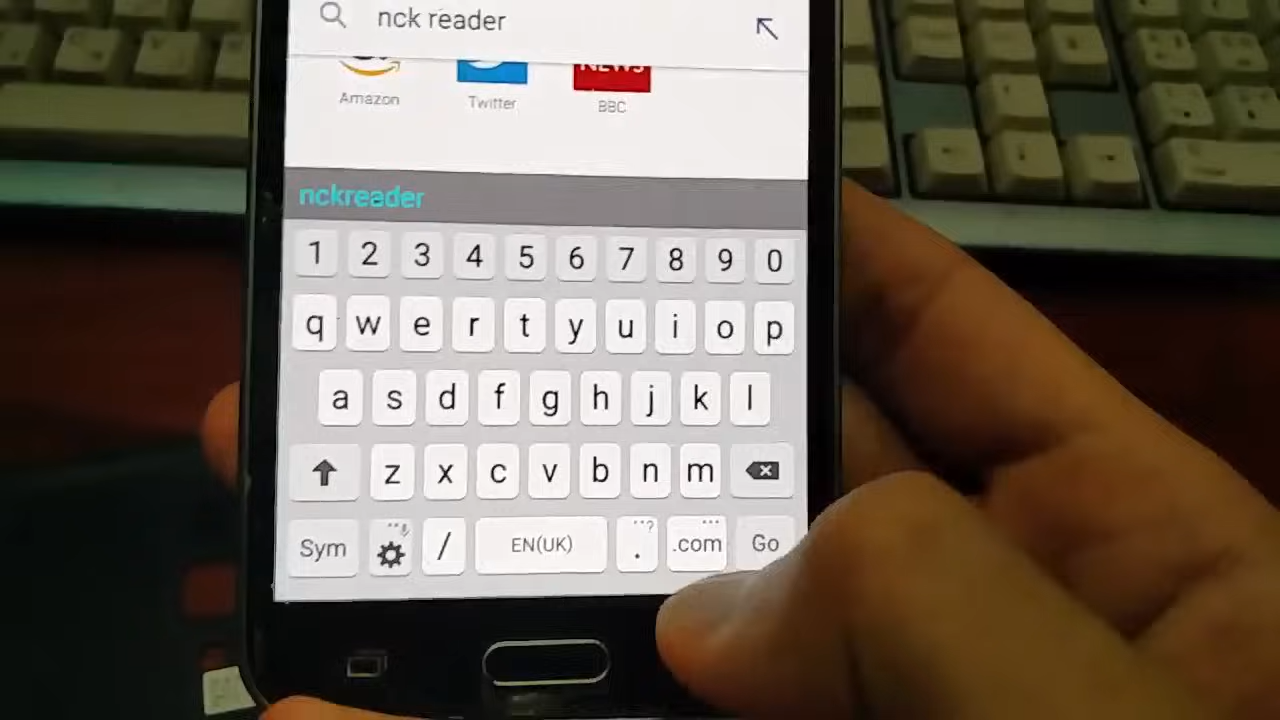 nck reader
NEWS
Amazon
Twitter
BBC
nckreader
1 2 3 4 5 6 7 8 9 0
q w e r t y u i o p
a s d f g h j k l
z x c v b n m
Sym / EN(UK) . .com Go